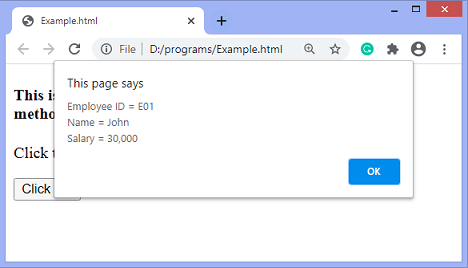 Example.html
File | D:/programs/Example.html
This page says
Employee ID = E01
Name = John
Salary = 30,000
OK
This is
metho
Click t
Click